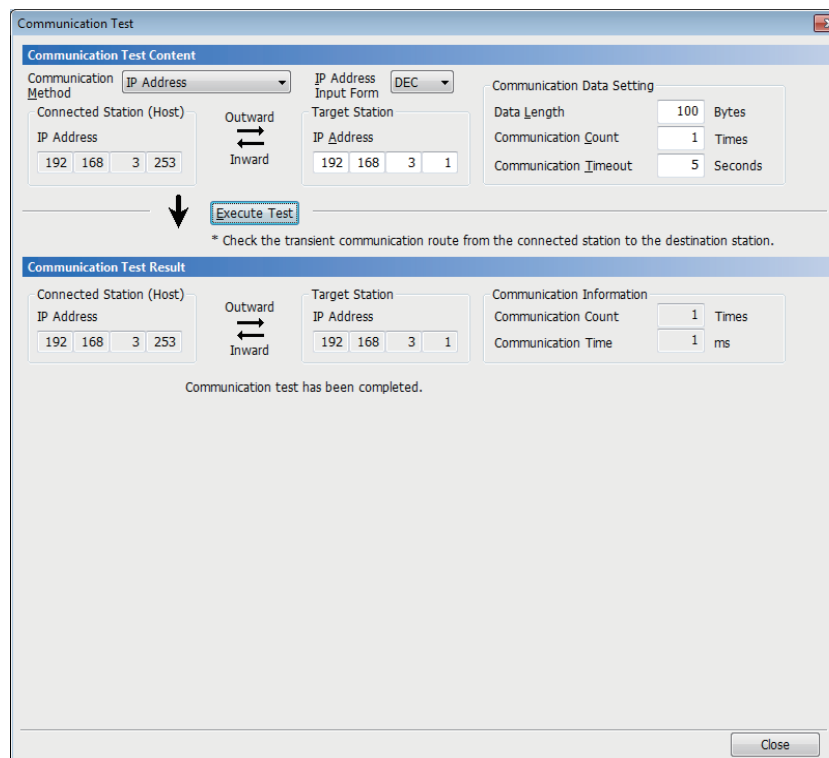 Communication Test
Communication Test Content
Communication Method IP Address
IP Address Input Form DEC
Connected Station (Host)
IP Address
192 168 3 253
Outward
Inward
Target Station
IP Address
192 168 3 1
Communication Data Setting
Data Length 100 Bytes
Communication Count 1 Times
Communication Timeout 5 Seconds
Execute Test
* Check the transient communication route from the connected station to the destination station.
Communication Test Result
Connected Station (Host)
IP Address
192 168 3 253
Outward
Inward
Target Station
IP Address
192 168 3 1
Communication Information
Communication Count 1 Times
Communication Time 1 ms
Communication test has been completed.
Close